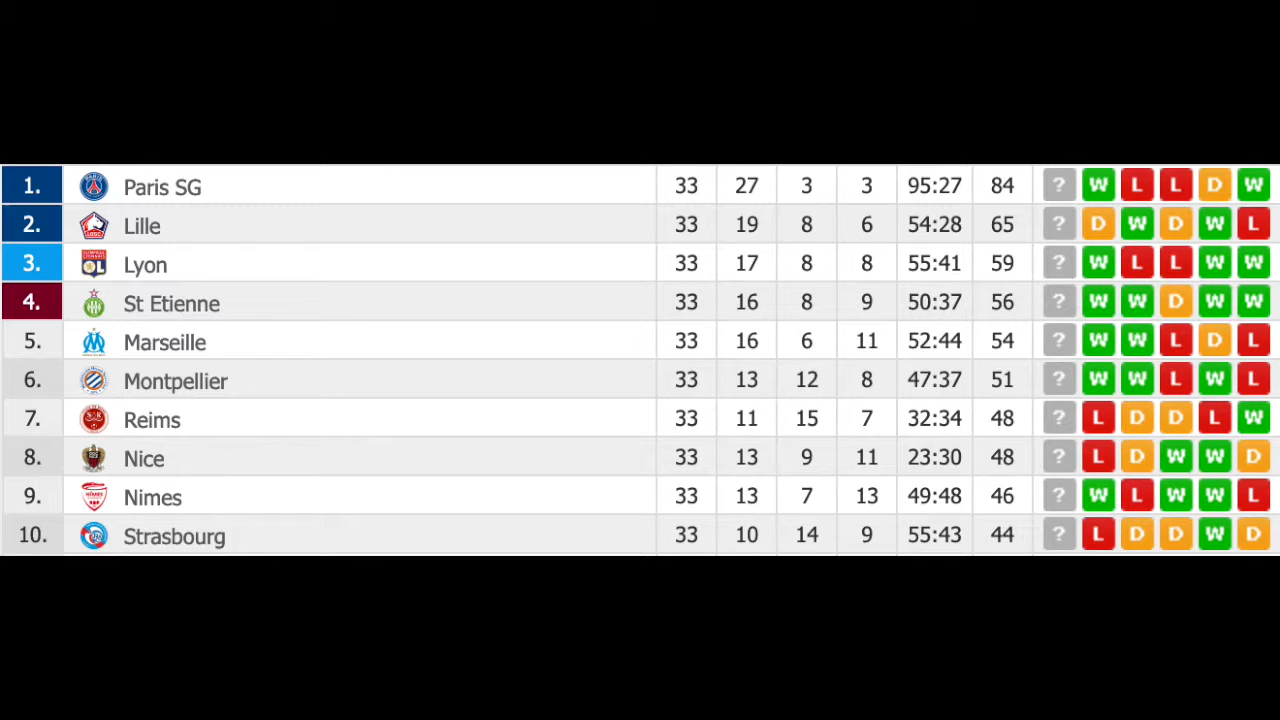 1. Paris SG 33 27 3 3 95:27 84 ? W L L D W
2. Lille 33 19 8 6 54:28 65 ? D W D W L
3. Lyon 33 17 8 8 55:41 59 ? W L L W W
4. St Etienne 33 16 8 9 50:37 56 ? W W D W W
5. Marseille 33 16 6 11 52:44 54 ? W W L D L
6. Montpellier 33 13 12 8 47:37 51 ? W W L W L
7. Reims 33 11 15 7 32:34 48 ? L D D L W
8. Nice 33 13 9 11 23:30 48 ? L D W W D
9. Nimes 33 13 7 13 49:48 46 ? W L W W L
10. Strasbourg 33 10 14 9 55:43 44 ? L D D W D